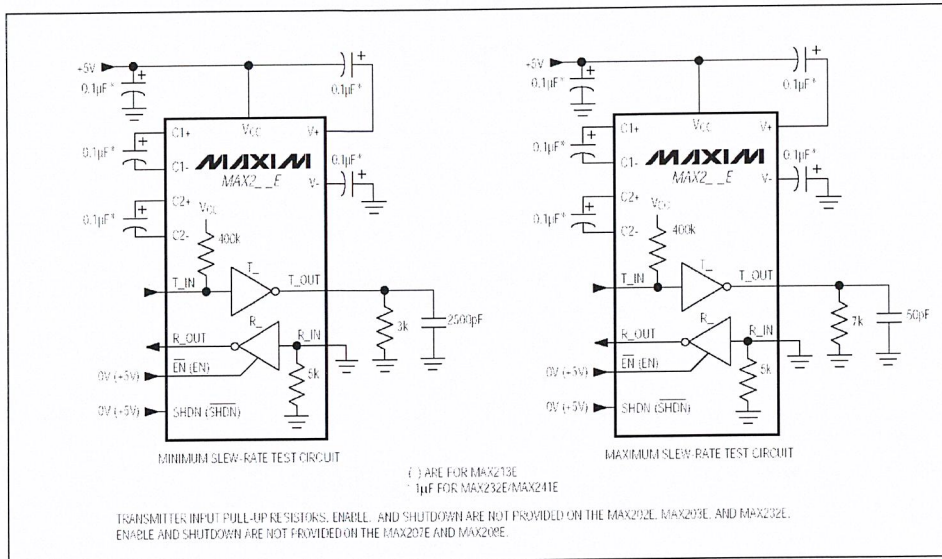 +5V
0.1µF*
0.1µF*
C1+
VCC
V+
0.1µF*
C1-
MAXIM
MAX2_ _E
0.1µF*
V-
C2+
0.1µF*
C2-
VCC
400k
T_IN
T_
T_OUT
3k
2500pF
R_OUT
R_
R_IN
0V (+5V)
EN (EN)
5k
0V (+5V)
SHDN (SHDN)
MINIMUM SLEW-RATE TEST CIRCUIT
+5V
0.1µF*
0.1µF*
C1+
VCC
V+
0.1µF*
C1-
MAXIM
MAX2_ _E
0.1µF*
V-
C2+
0.1µF*
C2-
VCC
400k
T_IN
T_
T_OUT
7k
50pF
R_OUT
R_
R_IN
0V (+5V)
EN (EN)
5k
0V (+5V)
SHDN (SHDN)
MAXIMUM SLEW-RATE TEST CIRCUIT
( ) ARE FOR MAX213E
* 1µF FOR MAX232E/MAX241E
TRANSMITTER INPUT PULL-UP RESISTORS, ENABLE, AND SHUTDOWN ARE NOT PROVIDED ON THE MAX202E, MAX203E, AND MAX232E.
ENABLE AND SHUTDOWN ARE NOT PROVIDED ON THE MAX207E AND MAX208E.